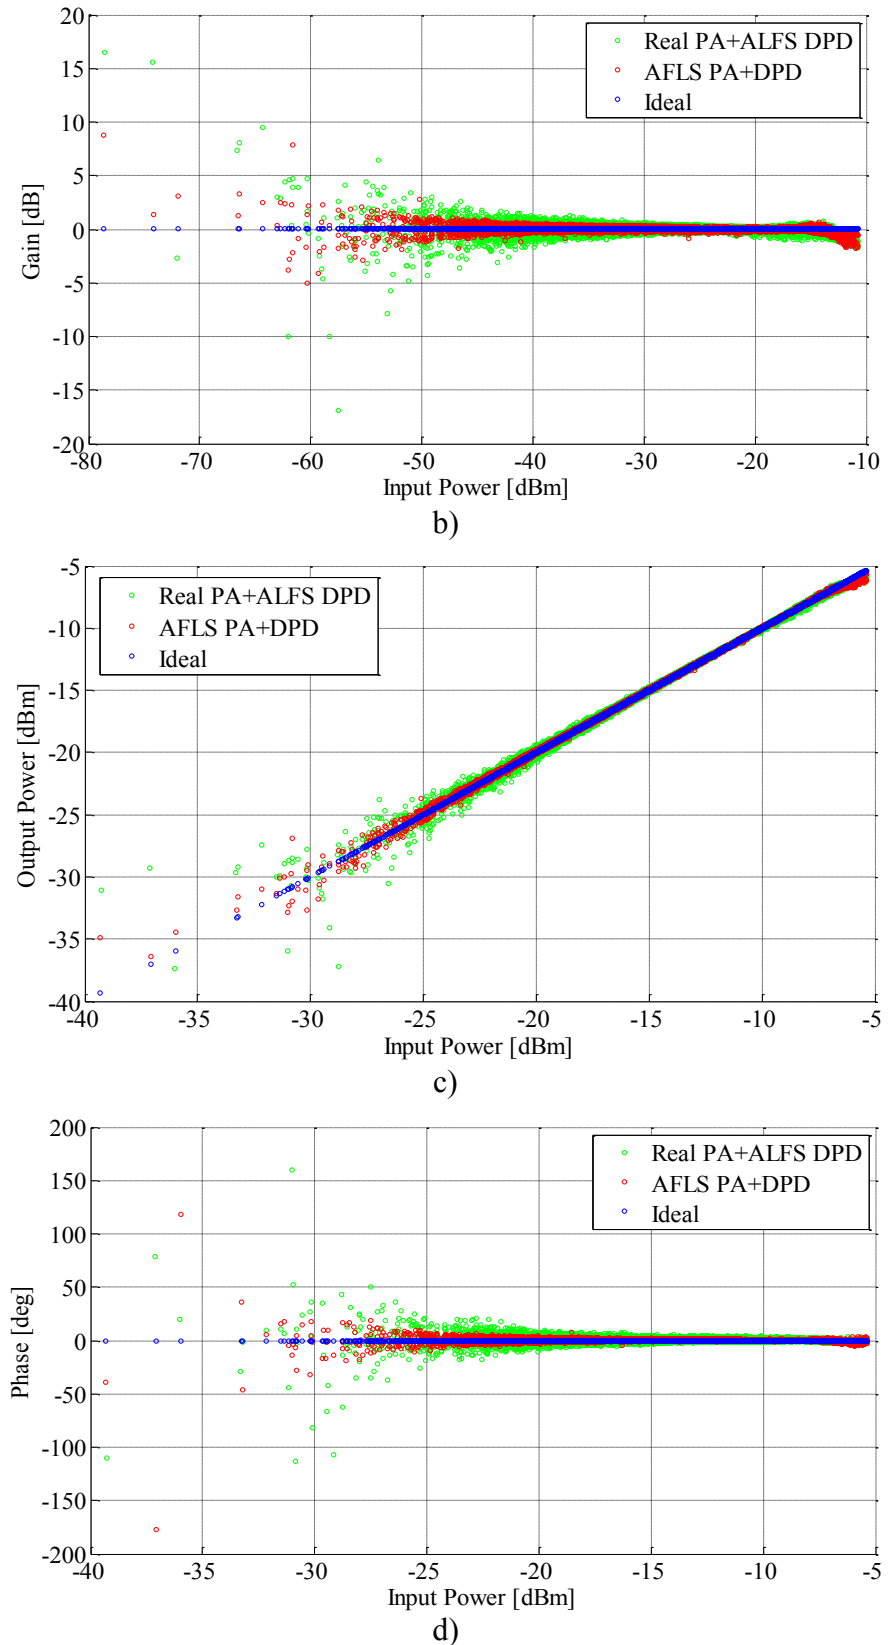 20
15
10
5
0
-5
-10
-15
-20
Gain [dB]
Real PA+ALFS DPD
AFLS PA+DPD
Ideal
-80 -70 -60 -50 -40 -30 -20 -10
Input Power [dBm]
b)
-5
-10
-15
-20
-25
-30
-35
-40
Output Power [dBm]
Real PA+ALFS DPD
AFLS PA+DPD
Ideal
-40 -35 -30 -25 -20 -15 -10 -5
Input Power [dBm]
c)
200
150
100
50
0
-50
-100
-150
-200
Phase [deg]
Real PA+ALFS DPD
AFLS PA+DPD
Ideal
-40 -35 -30 -25 -20 -15 -10 -5
Input Power [dBm]
d)